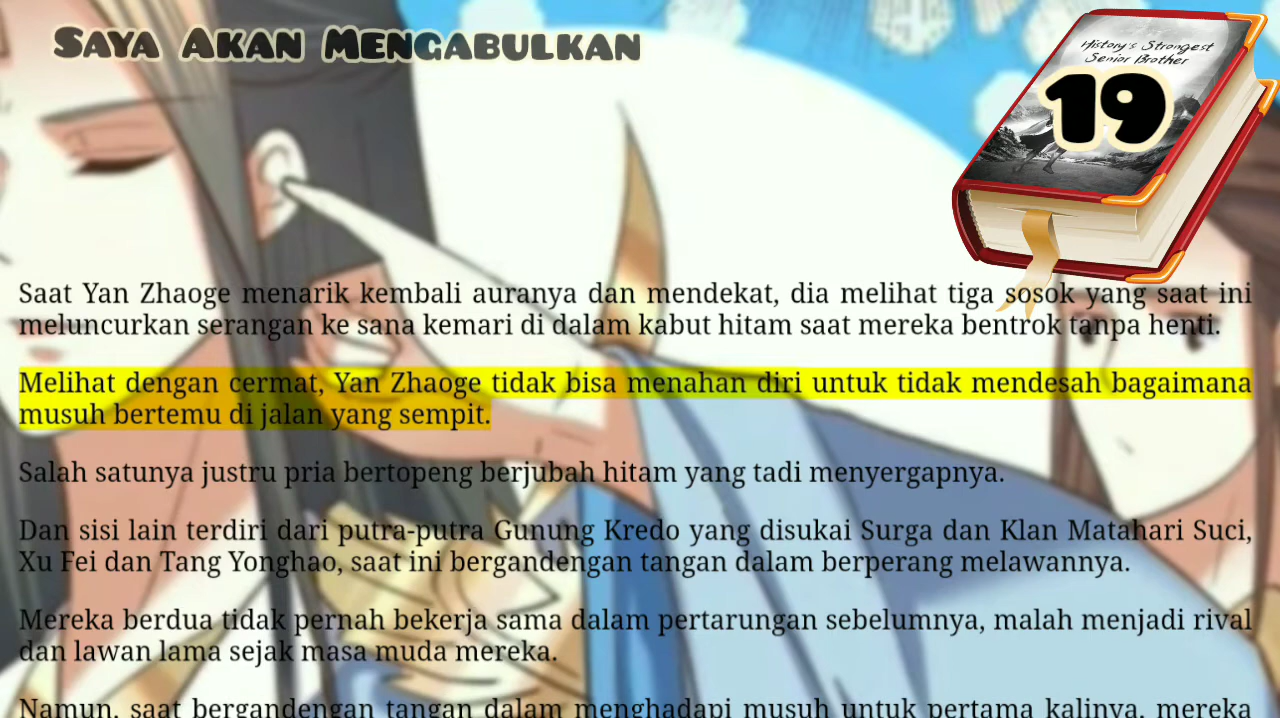 Saya Akan Mengabulkan
History's Strongest
Senior Brother
19
Saat Yan Zhaoge menarik kembali auranya dan mendekat, dia melihat tiga sosok yang saat ini
meluncurkan serangan ke sana kemari di dalam kabut hitam saat mereka bentrok tanpa henti.
Melihat dengan cermat, Yan Zhaoge tidak bisa menahan diri untuk tidak mendesah bagaimana
musuh bertemu di jalan yang sempit.
Salah satunya justru pria bertopeng berjubah hitam yang tadi menyergapnya.
Dan sisi lain terdiri dari putra-putra Gunung Kredo yang disukai Surga dan Klan Matahari Suci,
Xu Fei dan Tang Yonghao, saat ini bergandengan tangan dalam berperang melawannya.
Mereka berdua tidak pernah bekerja sama dalam pertarungan sebelumnya, malah menjadi rival
dan lawan lama sejak masa muda mereka.
Namun, saat bergandengan tangan dalam menghadapi musuh untuk pertama kalinya, mereka